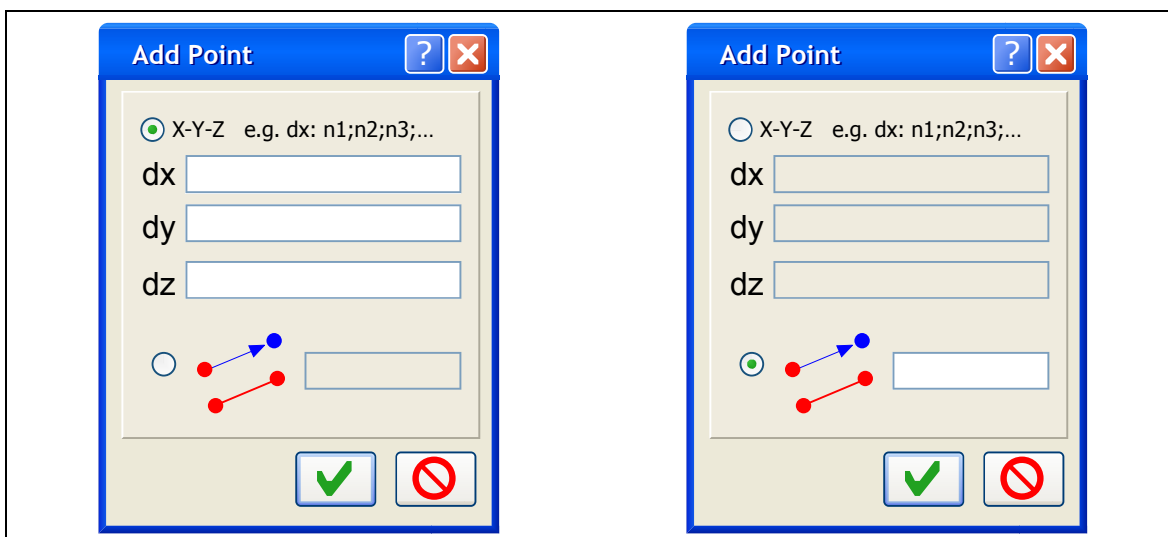 Add Point ?
X-Y-Z e.g. dx: n1;n2;n3;...
dx
dy
dz
Add Point ?
X-Y-Z e.g. dx: n1;n2;n3;...
dx
dy
dz